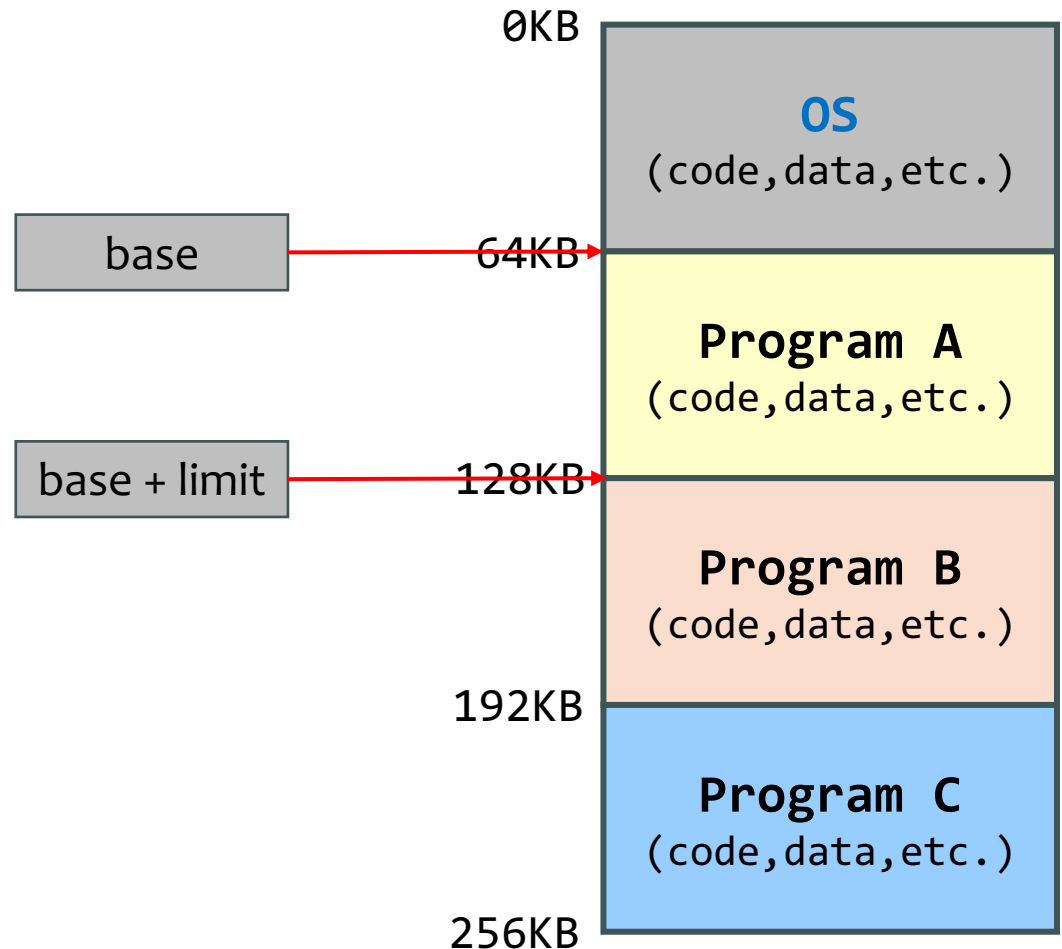 0KB
OS
(code,data,etc.)
base
64KB
Program A
(code,data,etc.)
base + limit
128KB
Program B
(code,data,etc.)
192KB
Program C
(code,data,etc.)
256KB